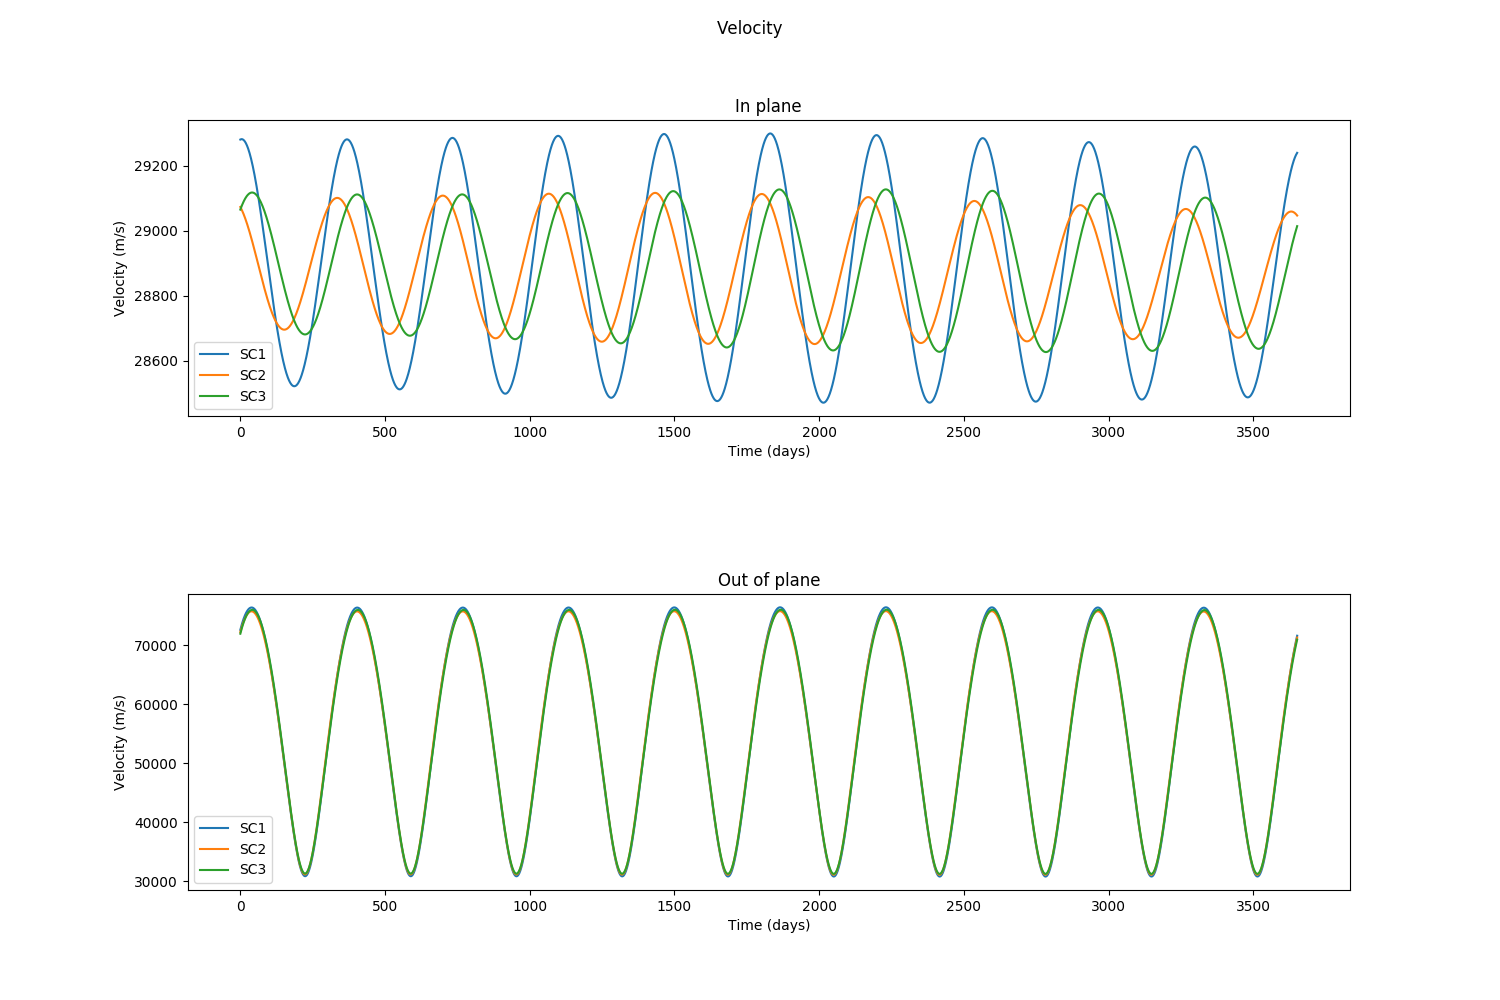 Velocity
In plane
Velocity (m/s)
29200
29000
28800
28600
SC1
SC2
SC3
0 500 1000 1500 2000 2500 3000 3500
Time (days)
Out of plane
Velocity (m/s)
70000
60000
50000
40000
30000
SC1
SC2
SC3
0 500 1000 1500 2000 2500 3000 3500
Time (days)